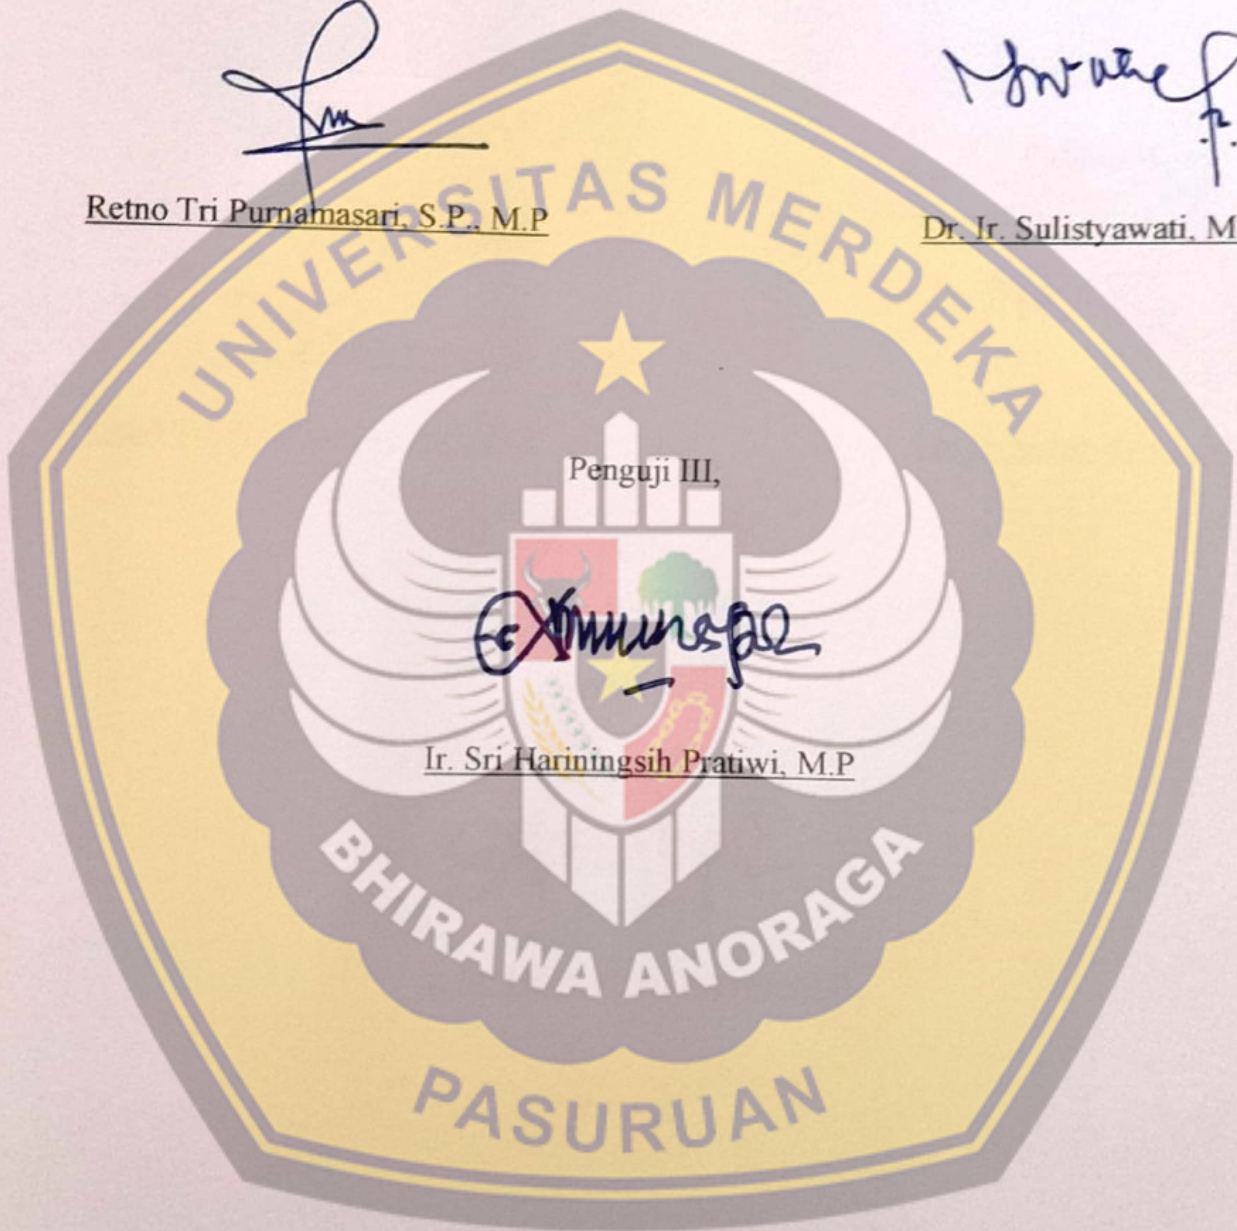 Retno Tri Purnamasari, S.P., M.P
Dr. Ir. Sulistyawati, M
UNIVERSITAS MERDEKA
Penguji III,
Ir. Sri Hariningsih Pratiwi, M.P
BHIRAWA ANORAGA
PASURUAN